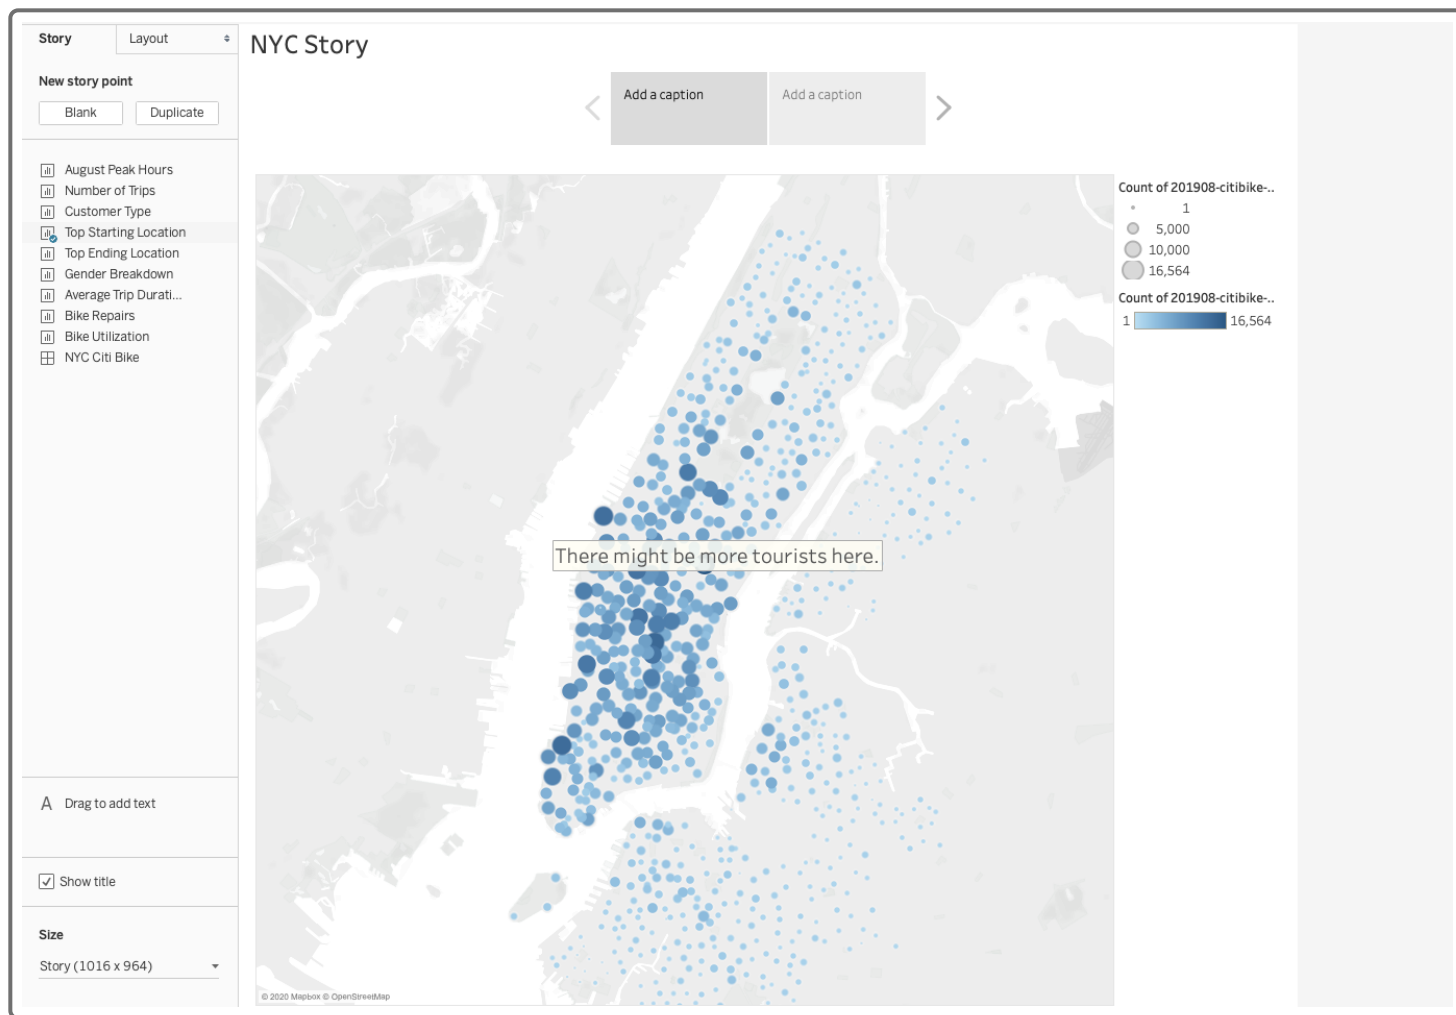 Story
Layout
NYC Story
New story point
Blank
Duplicate
Add a caption
Add a caption
August Peak Hours
Number of Trips
Customer Type
Top Starting Location
Top Ending Location
Gender Breakdown
Average Trip Durati...
Bike Repairs
Bike Utilization
NYC Citi Bike
Count of 201908-citibike-..
1
5,000
10,000
16,564
Count of 201908-citibike-..
1
16,564
There might be more tourists here.
A Drag to add text
Show title
Size
Story (1016 x 964)
© 2020 Mapbox © OpenStreetMap